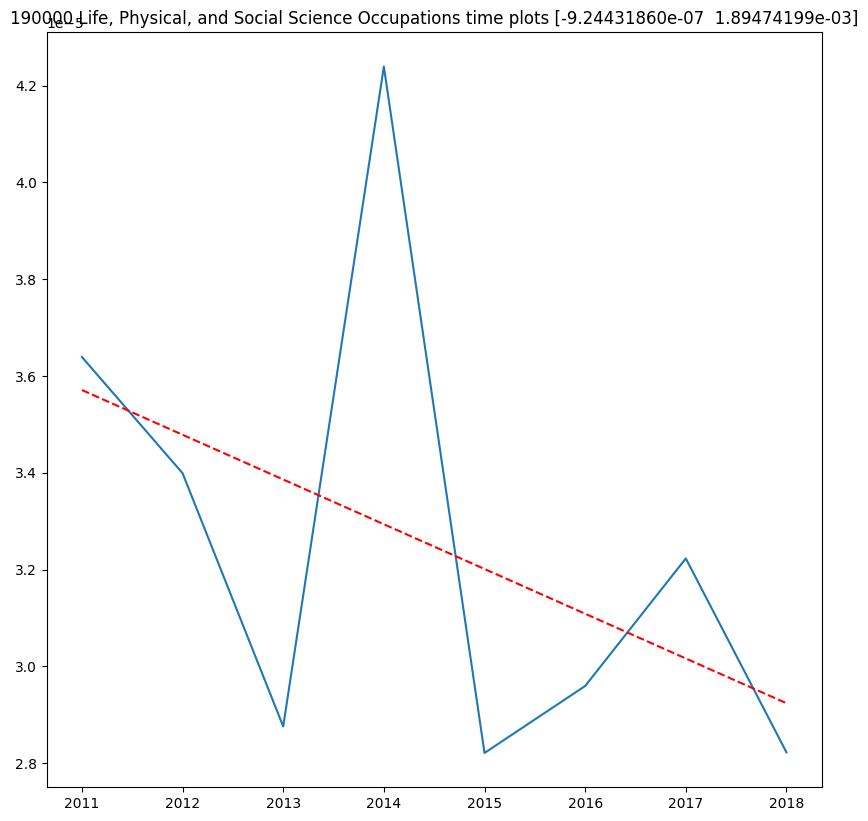 190000 Life, Physical, and Social Science Occupations time plots [-9.24431860e-07  1.89474199e-03]
1e−5
4.2
4.0
3.8
3.6
3.4
3.2
3.0
2.8
2011 2012 2013 2014 2015 2016 2017 2018